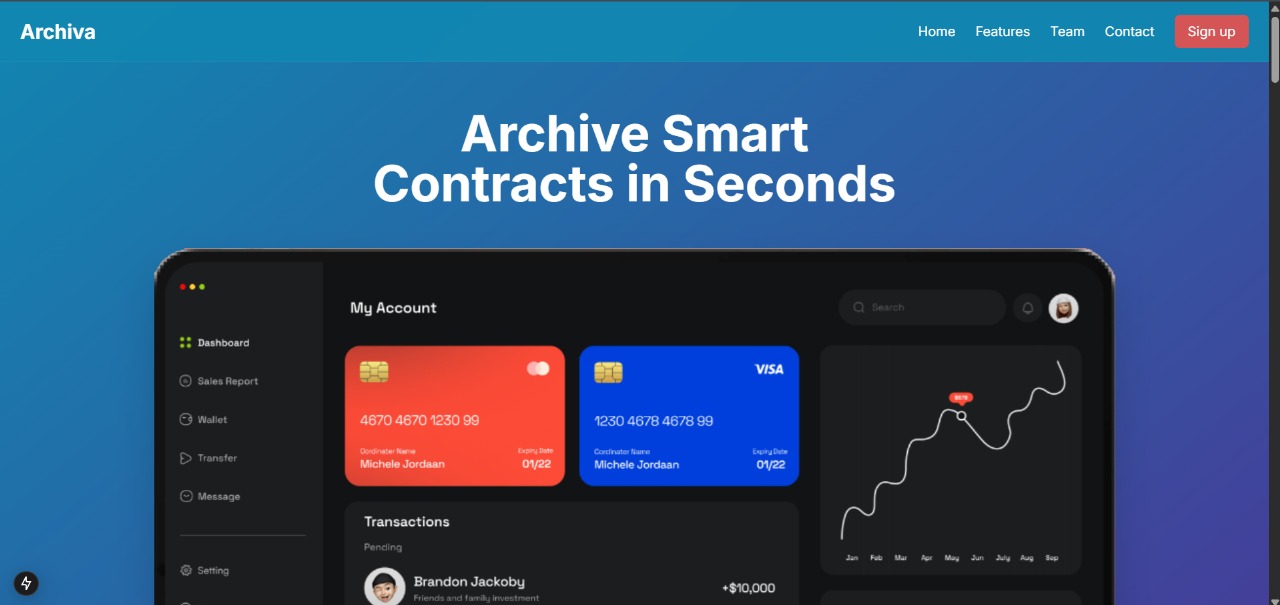 Archiva
Home Features Team Contact Sign up
Archive Smart
Contracts in Seconds
My Account
Search
Dashboard
Sales Report
Wallet
Transfer
Message
Setting
4670 4670 1230 99
Cordinater Name
Expiry Date
Michele Jordaan
01/22
VISA
1230 4678 4678 99
Cordinater Name
Expiry Date
Michele Jordaan
01/22
Jan Feb Mar Apr May Jun July Aug Sep
Transactions
Pending
Brandon Jackoby
Friends and family investment
+$10,000